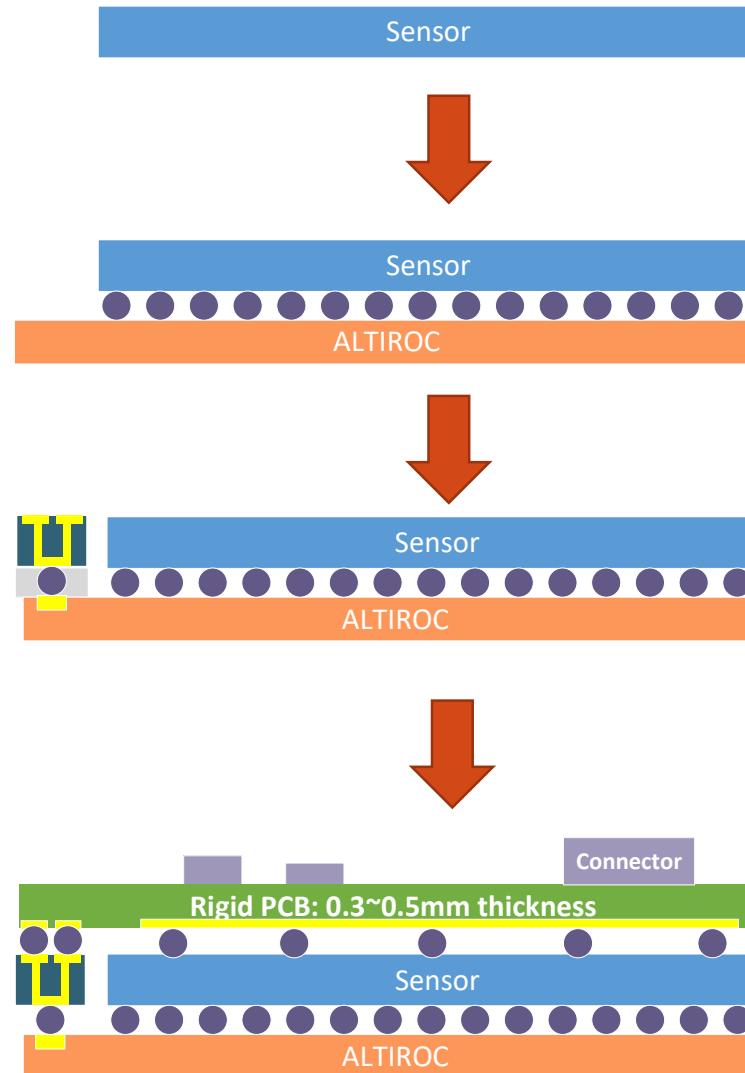 Sensor
Sensor
ALTIROC
Sensor
ALTIROC
Connector
Rigid PCB: 0.3~0.5mm thickness
Sensor
ALTIROC